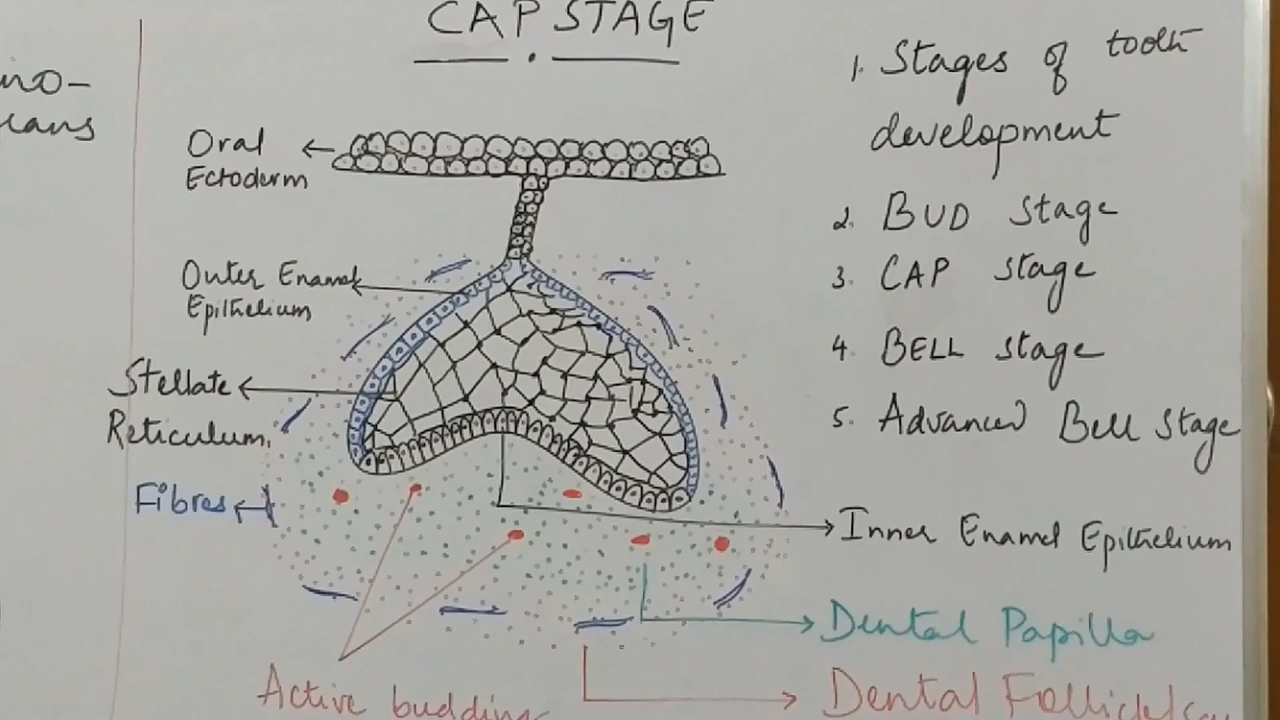 CAP STAGE
Oral
Ectoderm
Outer Enamel
Epithelium
Stellate
Reticulum
Fibres
Active budding
1. Stages of tooth
development
2. BUD stage
3. CAP stage
4. BELL stage
5. Advanced Bell Stage
Inner Enamel Epithelium
Dental Papilla
Dental